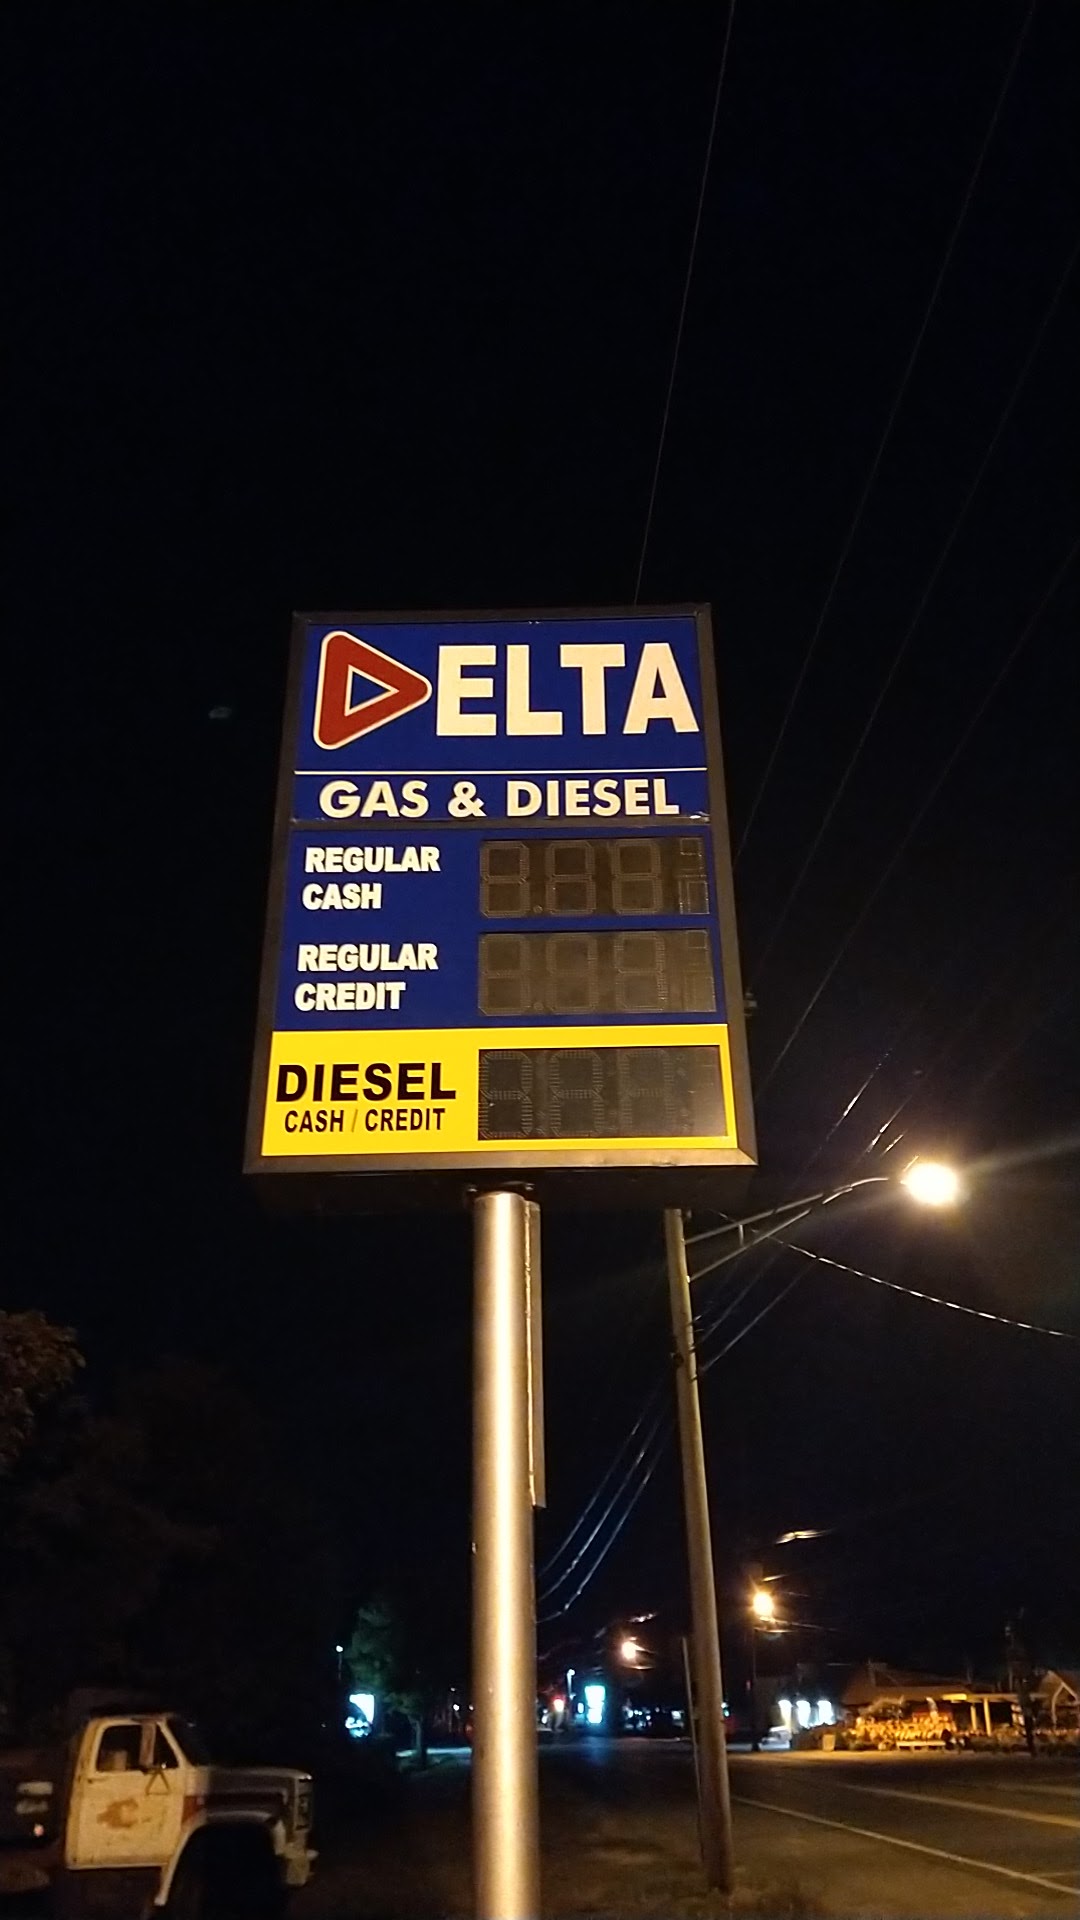 DELTA
GAS & DIESEL
REGULAR
CASH
REGULAR
CREDIT
DIESEL
CASH / CREDIT